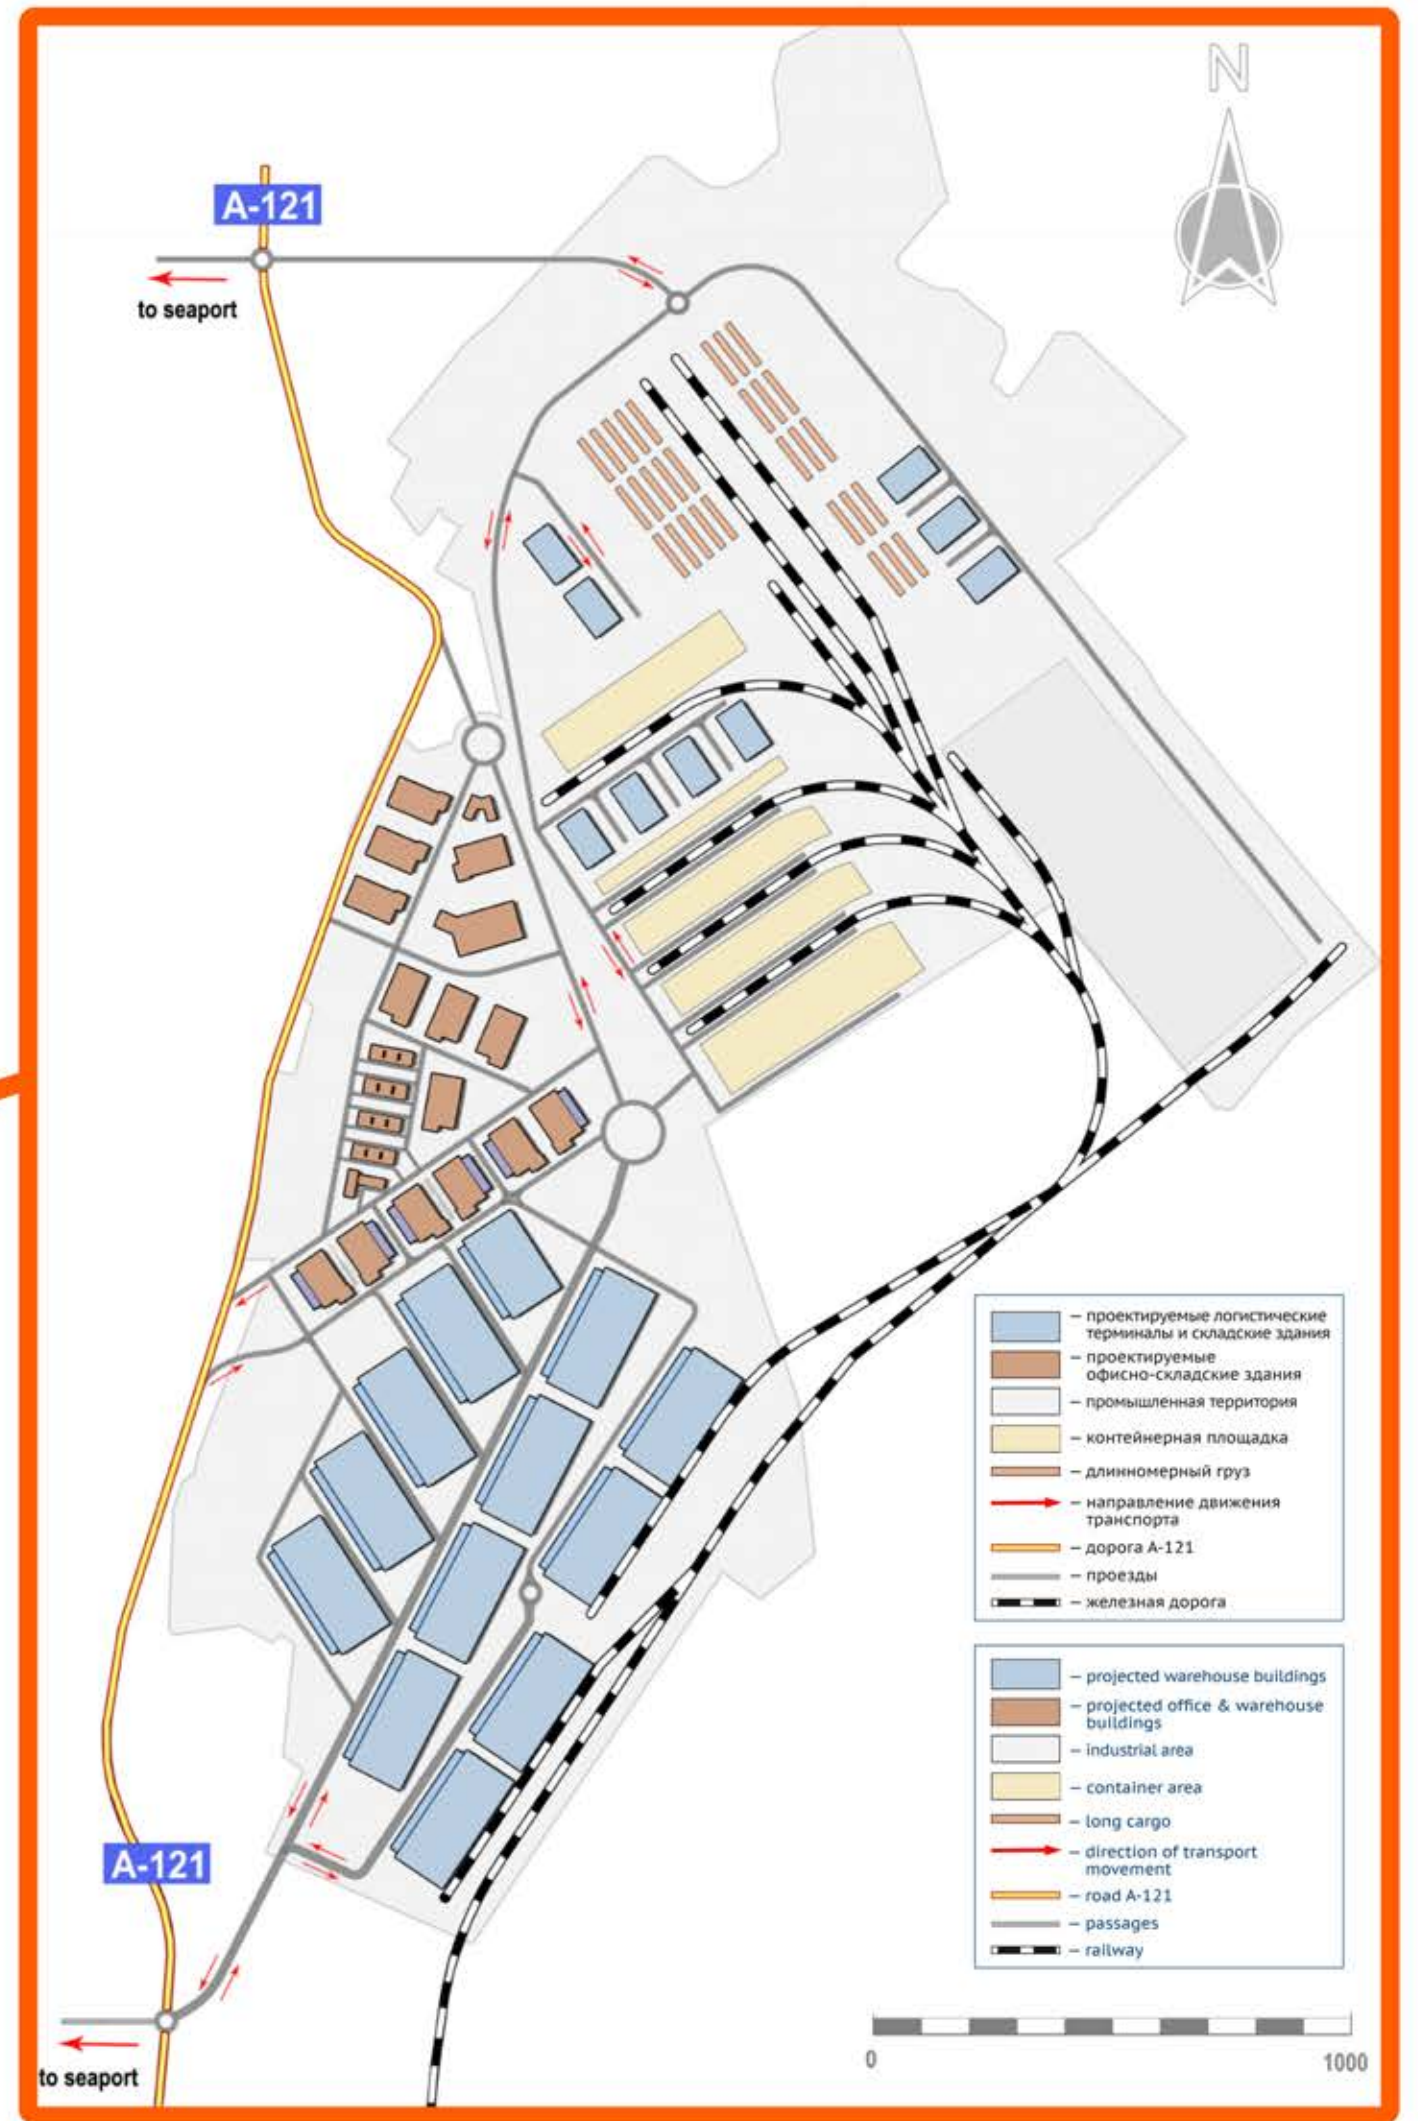 N
A-121
to seaport
– проектируемые логистические
терминалы и складские здания
– проектируемые
офисно-складские здания
– промышленная территория
– контейнерная площадка
– длинномерный груз
– направление движения
транспорта
– дорога А-121
– проезды
– железная дорога
– projected warehouse buildings
– projected office & warehouse
buildings
– industrial area
– container area
– long cargo
– direction of transport
movement
– road A-121
– passages
– railway
A-121
to seaport
0 1000